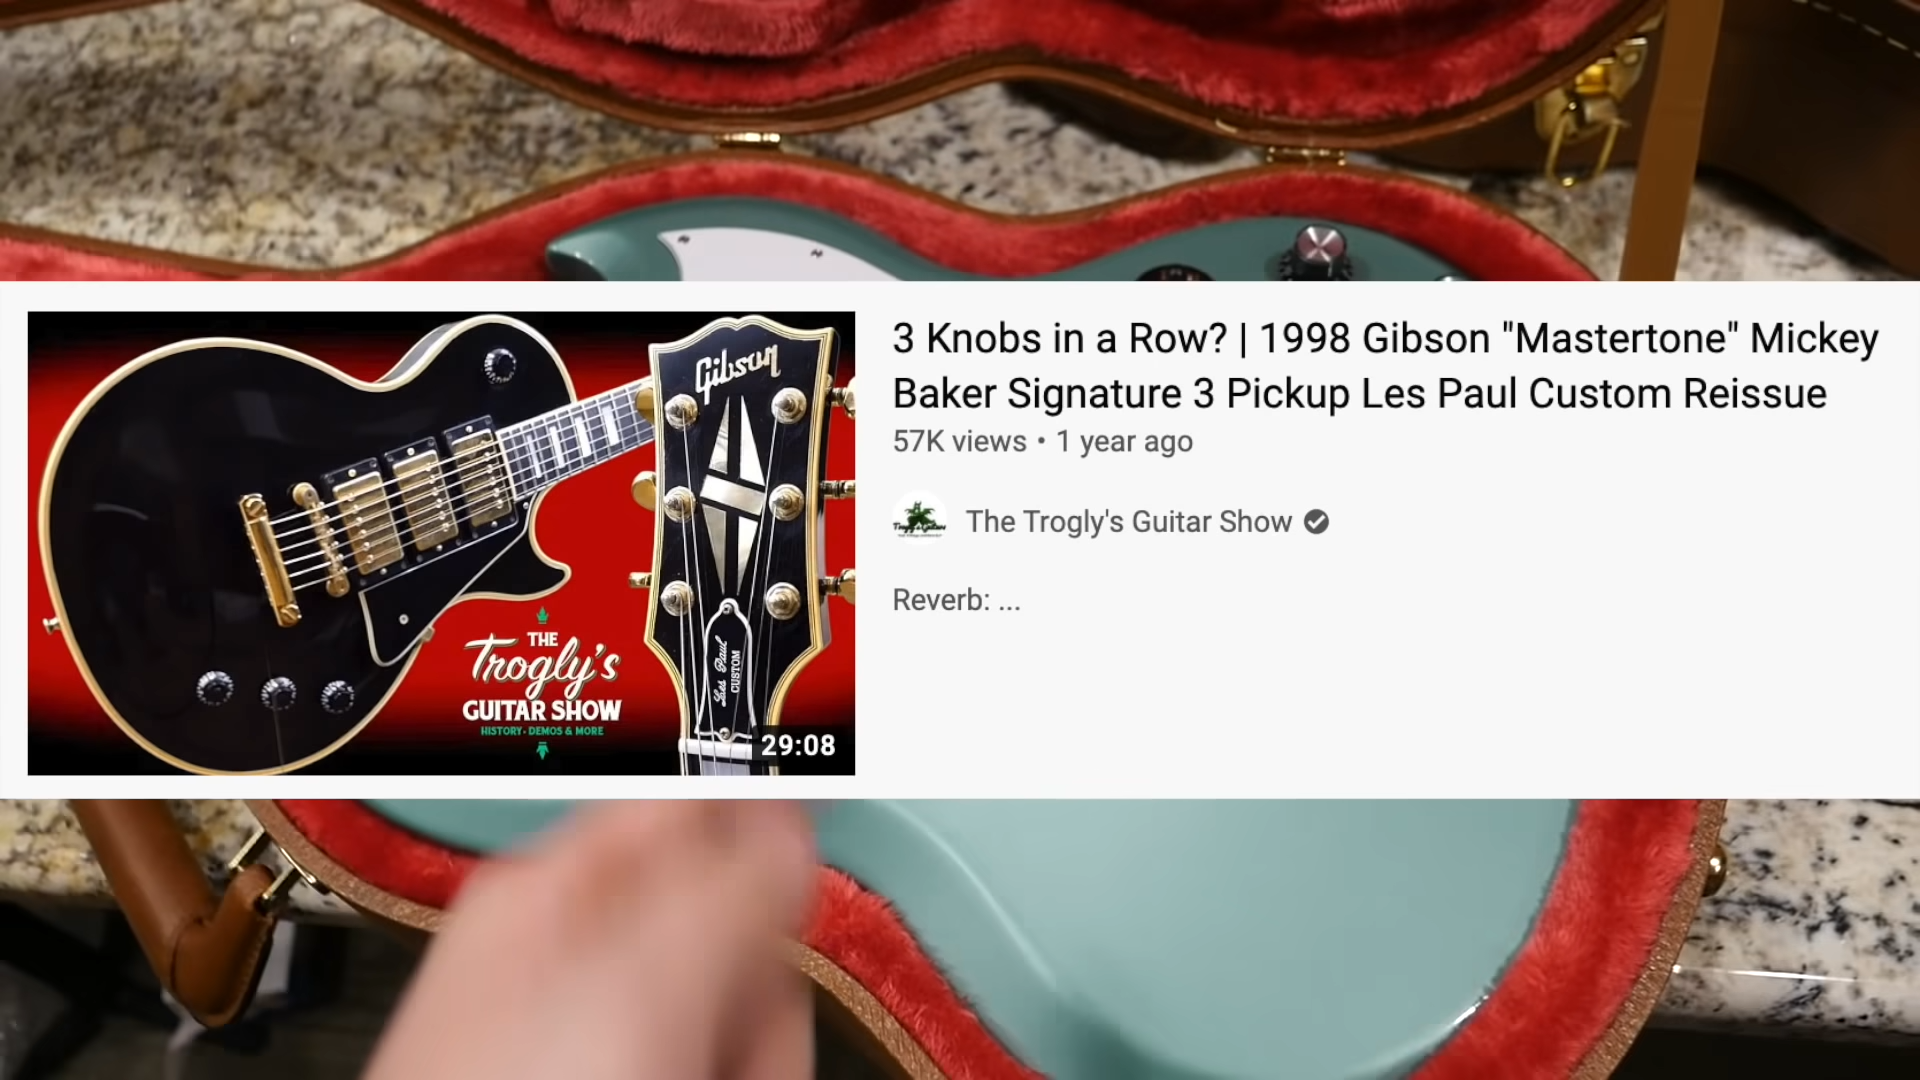 3 Knobs in a Row? | 1998 Gibson "Mastertone" Mickey
Baker Signature 3 Pickup Les Paul Custom Reissue
57K views • 1 year ago
The Trogly's Guitar Show
Reverb: ...
Gibson
Les Paul
CUSTOM
THE
Trogly's
GUITAR SHOW
HISTORY • DEMOS & MORE
29:08